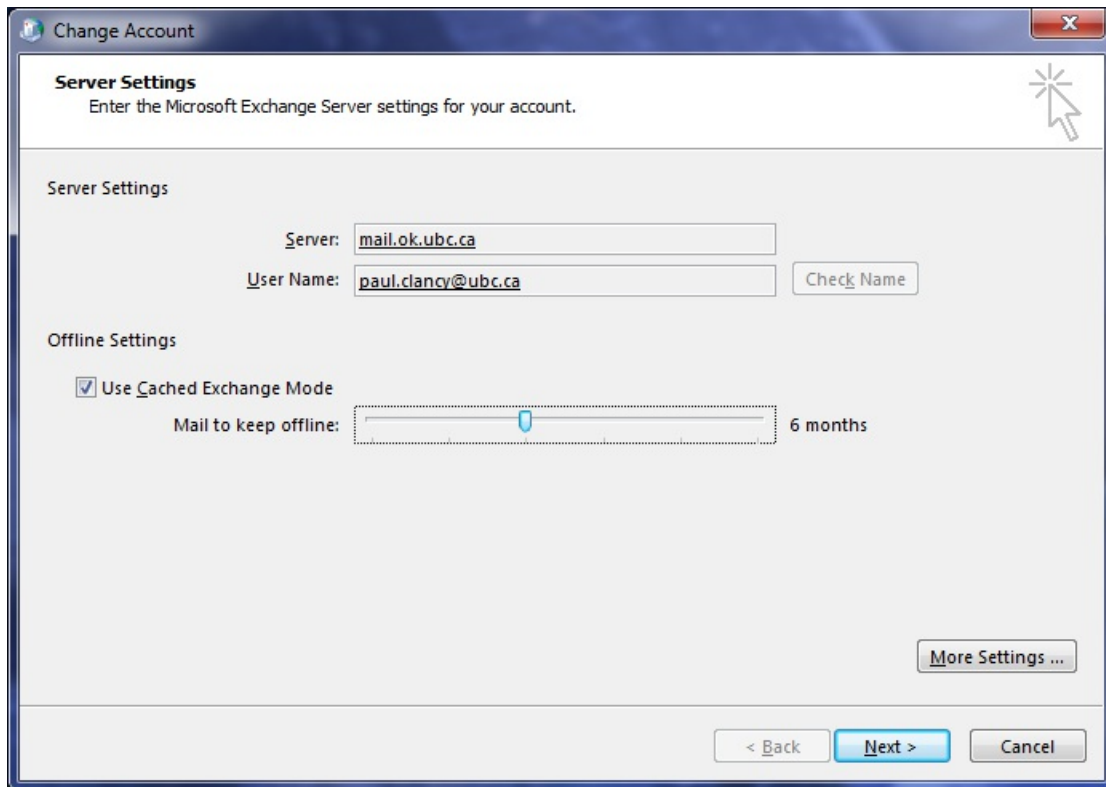 Change Account
Server Settings
Enter the Microsoft Exchange Server settings for your account.
Server Settings
Server: mail.ok.ubc.ca
User Name: paul.clancy@ubc.ca Check Name
Offline Settings
Use Cached Exchange Mode
Mail to keep offline: 6 months
More Settings ...
< Back Next > Cancel